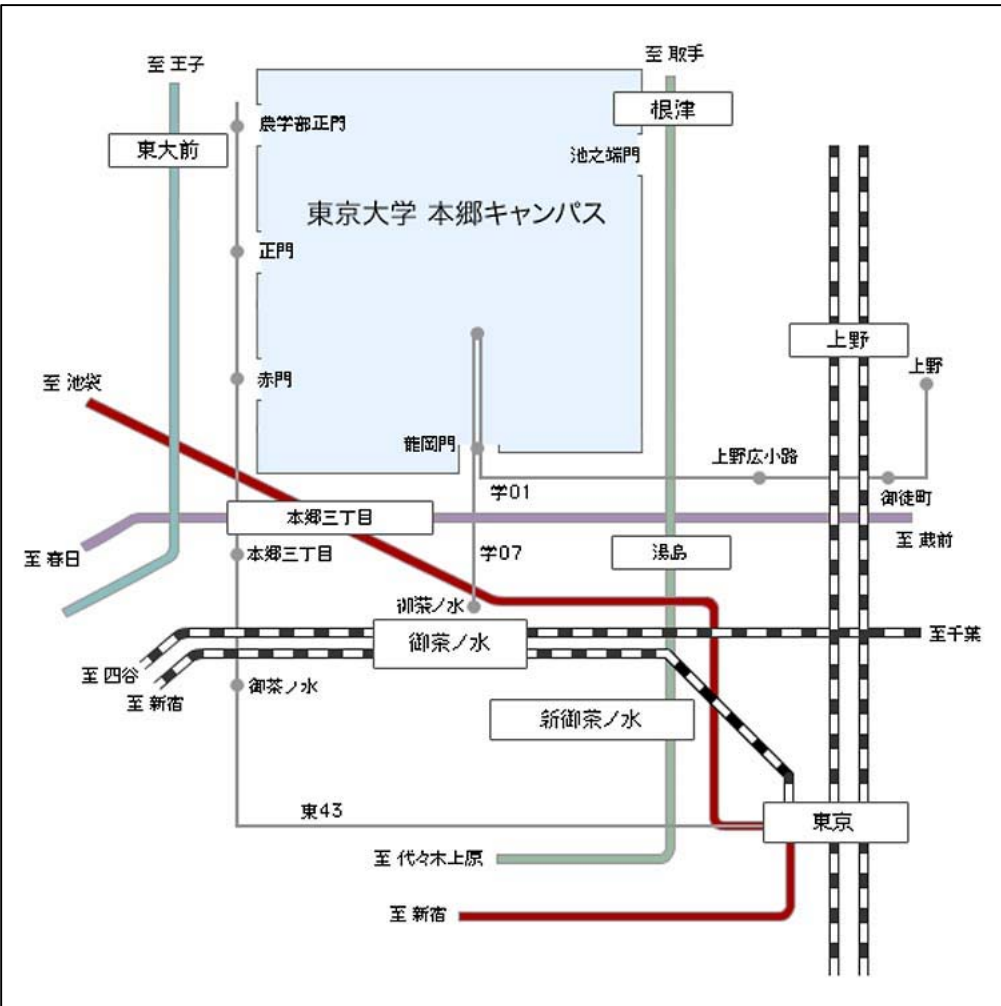 至 王子
至 取手
根津
農学部正門
東大前
池之端門
東京大学 本郷キャンパス
正門
上野
上野
至 池袋
赤門
龍岡門
上野広小路
学01
御徒町
本郷三丁目
至 蔵前
至 春日
本郷三丁目
学07
湯島
御茶ノ水
御茶ノ水
至千葉
至 四谷
至 新宿
御茶ノ水
新御茶ノ水
東43
東京
至 代々木上原
至 新宿